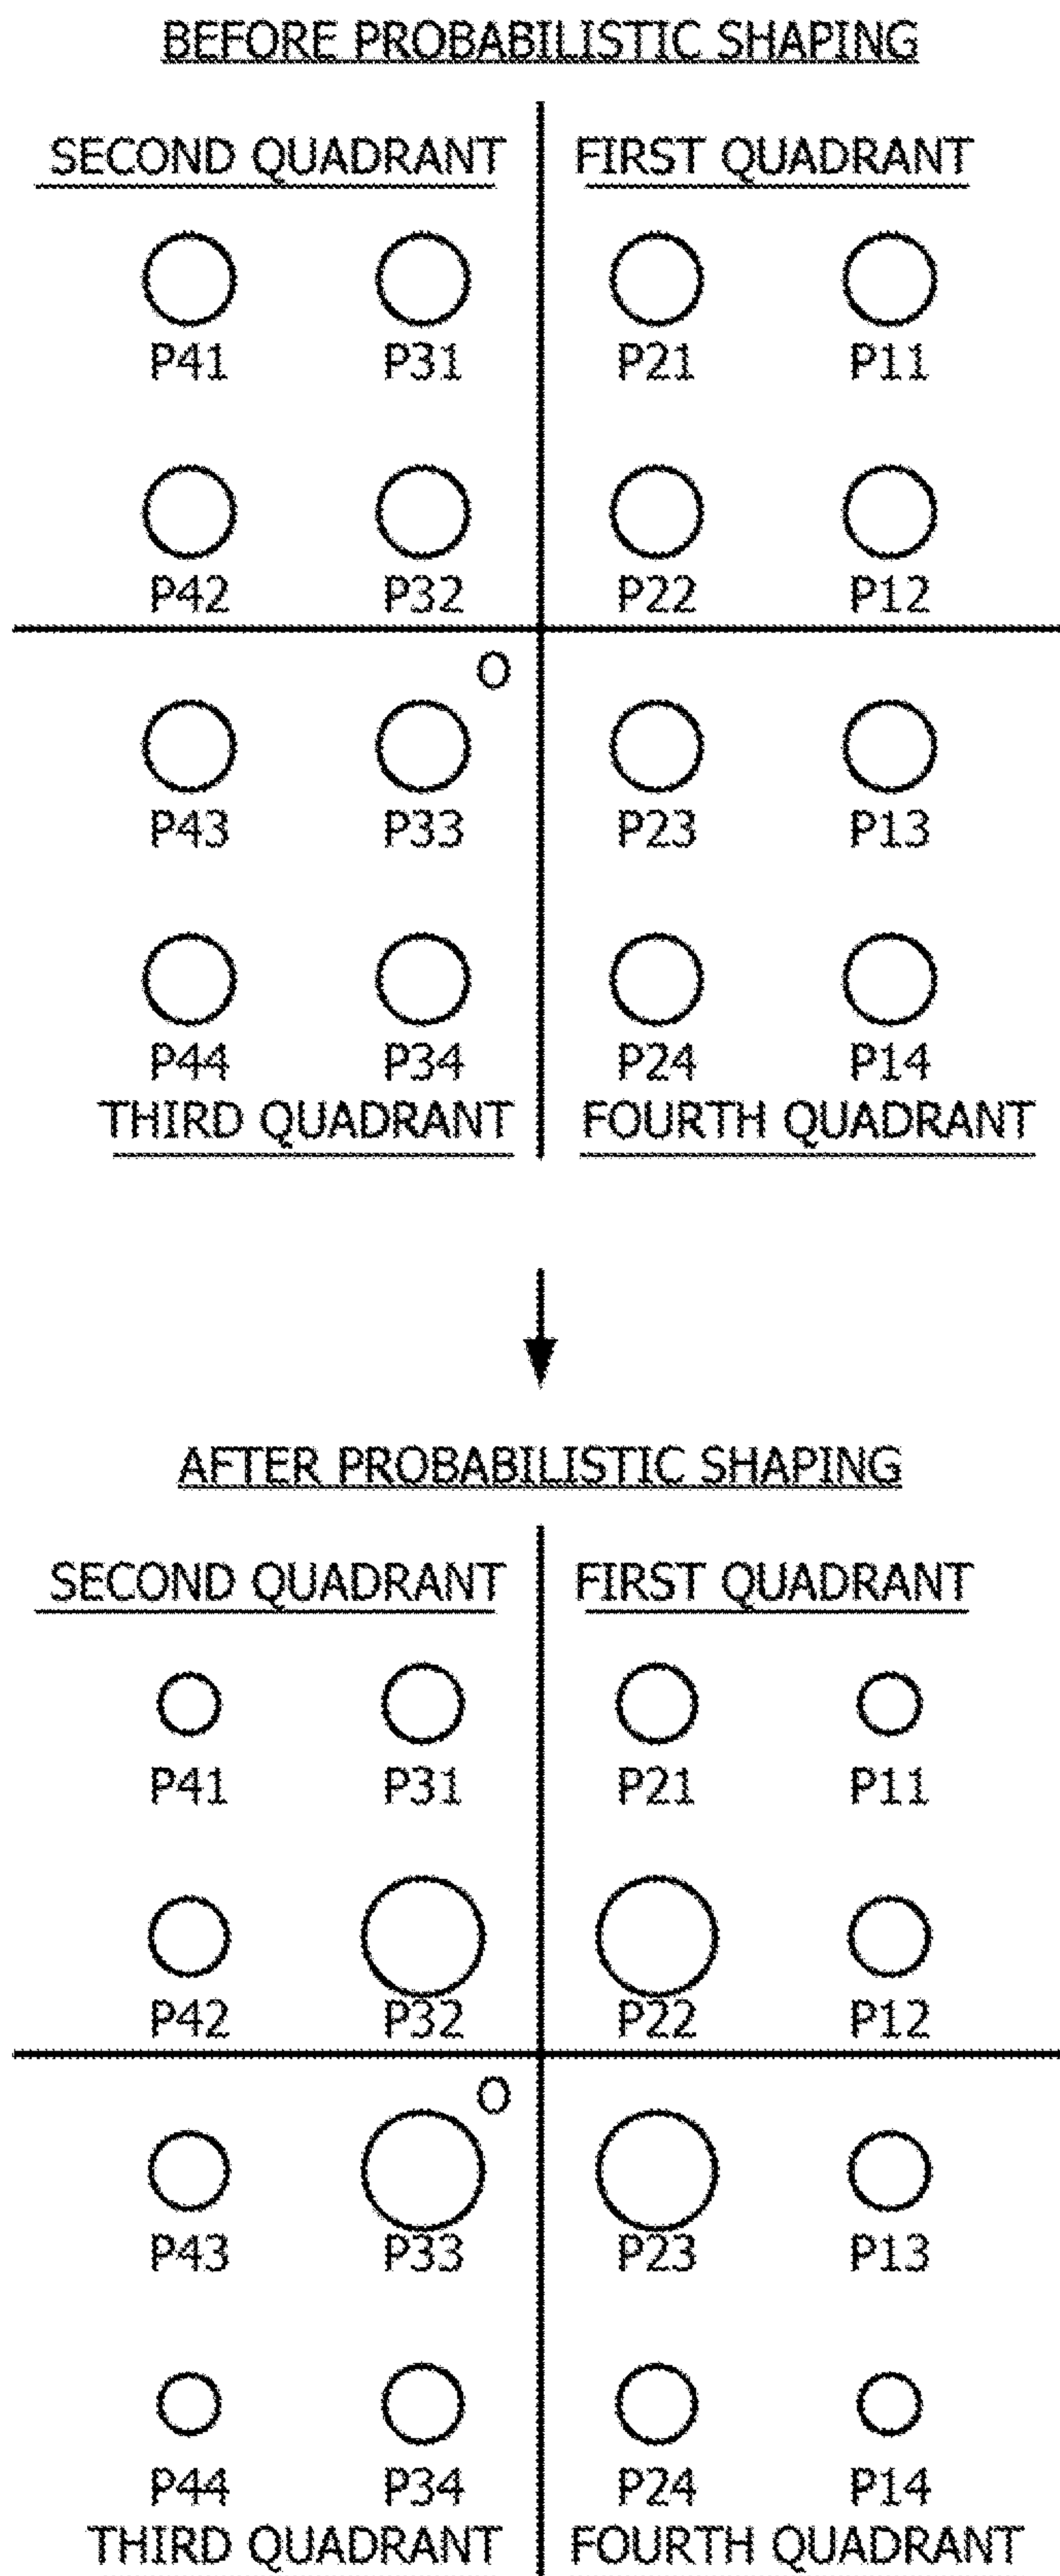 BEFORE PROBABILISTIC SHAPING
SECOND QUADRANT FIRST QUADRANT
P41 P31 P21 P11
P42 P32 P22 P12
O
P43 P33 P23 P13
P44 P34 P24 P14
THIRD QUADRANT FOURTH QUADRANT
AFTER PROBABILISTIC SHAPING
SECOND QUADRANT FIRST QUADRANT
P41 P31 P21 P11
P42 P32 P22 P12
O
P43 P33 P23 P13
P44 P34 P24 P14
THIRD QUADRANT FOURTH QUADRANT